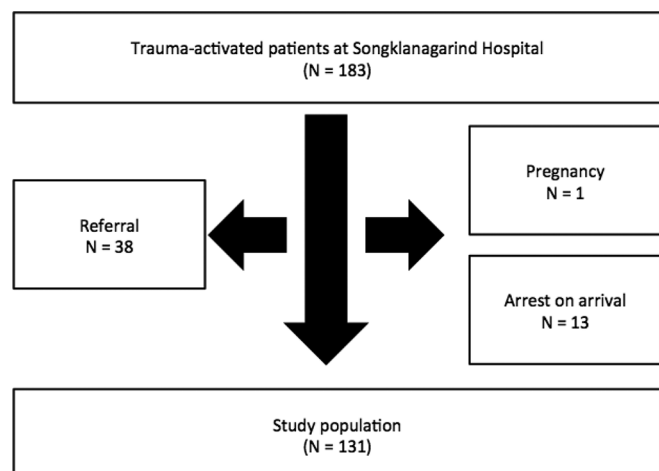 Trauma-activated patients at Songklanagarind Hospital
(N = 183)
Pregnancy
N = 1
Referral
N = 38
Arrest on arrival
N = 13
Study population
(N = 131)